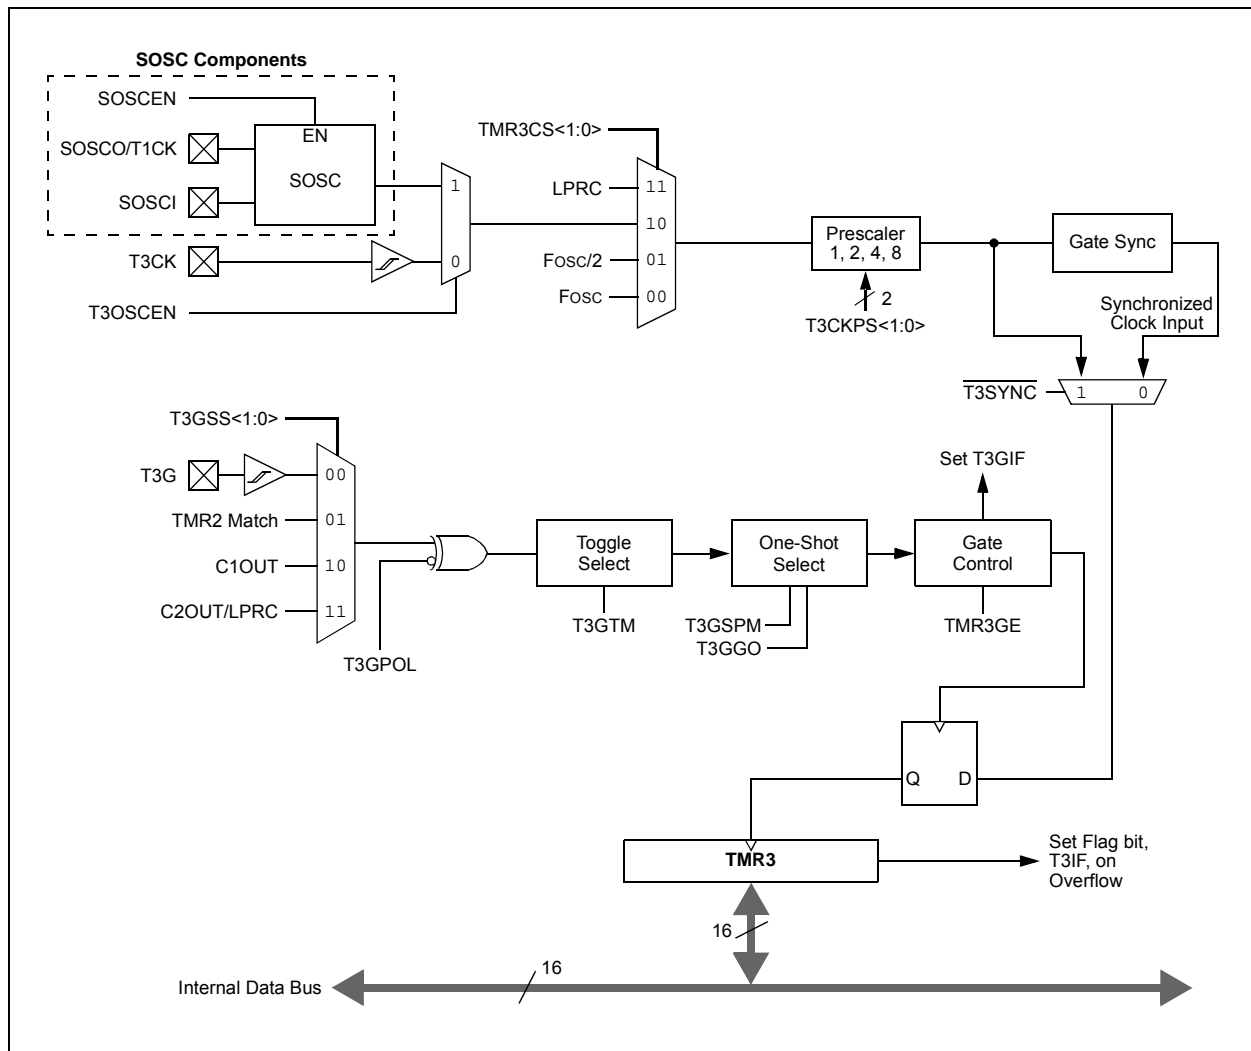 SOSC Components
SOSCEN
EN
SOSCO/T1CK
SOSC
SOSCI
1
T3CK
0
T3OSCEN
TMR3CS<1:0>
LPRC
11
10
FOSC/2
01
FOSC
00
Prescaler
1, 2, 4, 8
2
T3CKPS<1:0>
Gate Sync
Synchronized
Clock Input
T3SYNC
1
0
T3GSS<1:0>
T3G
00
TMR2 Match
01
C1OUT
10
C2OUT/LPRC
11
T3GPOL
Toggle
Select
T3GTM
One-Shot
Select
T3GSPM
T3GGO
Set T3GIF
Gate
Control
TMR3GE
Q
D
TMR3
Set Flag bit,
T3IF, on
Overflow
16
16
Internal Data Bus